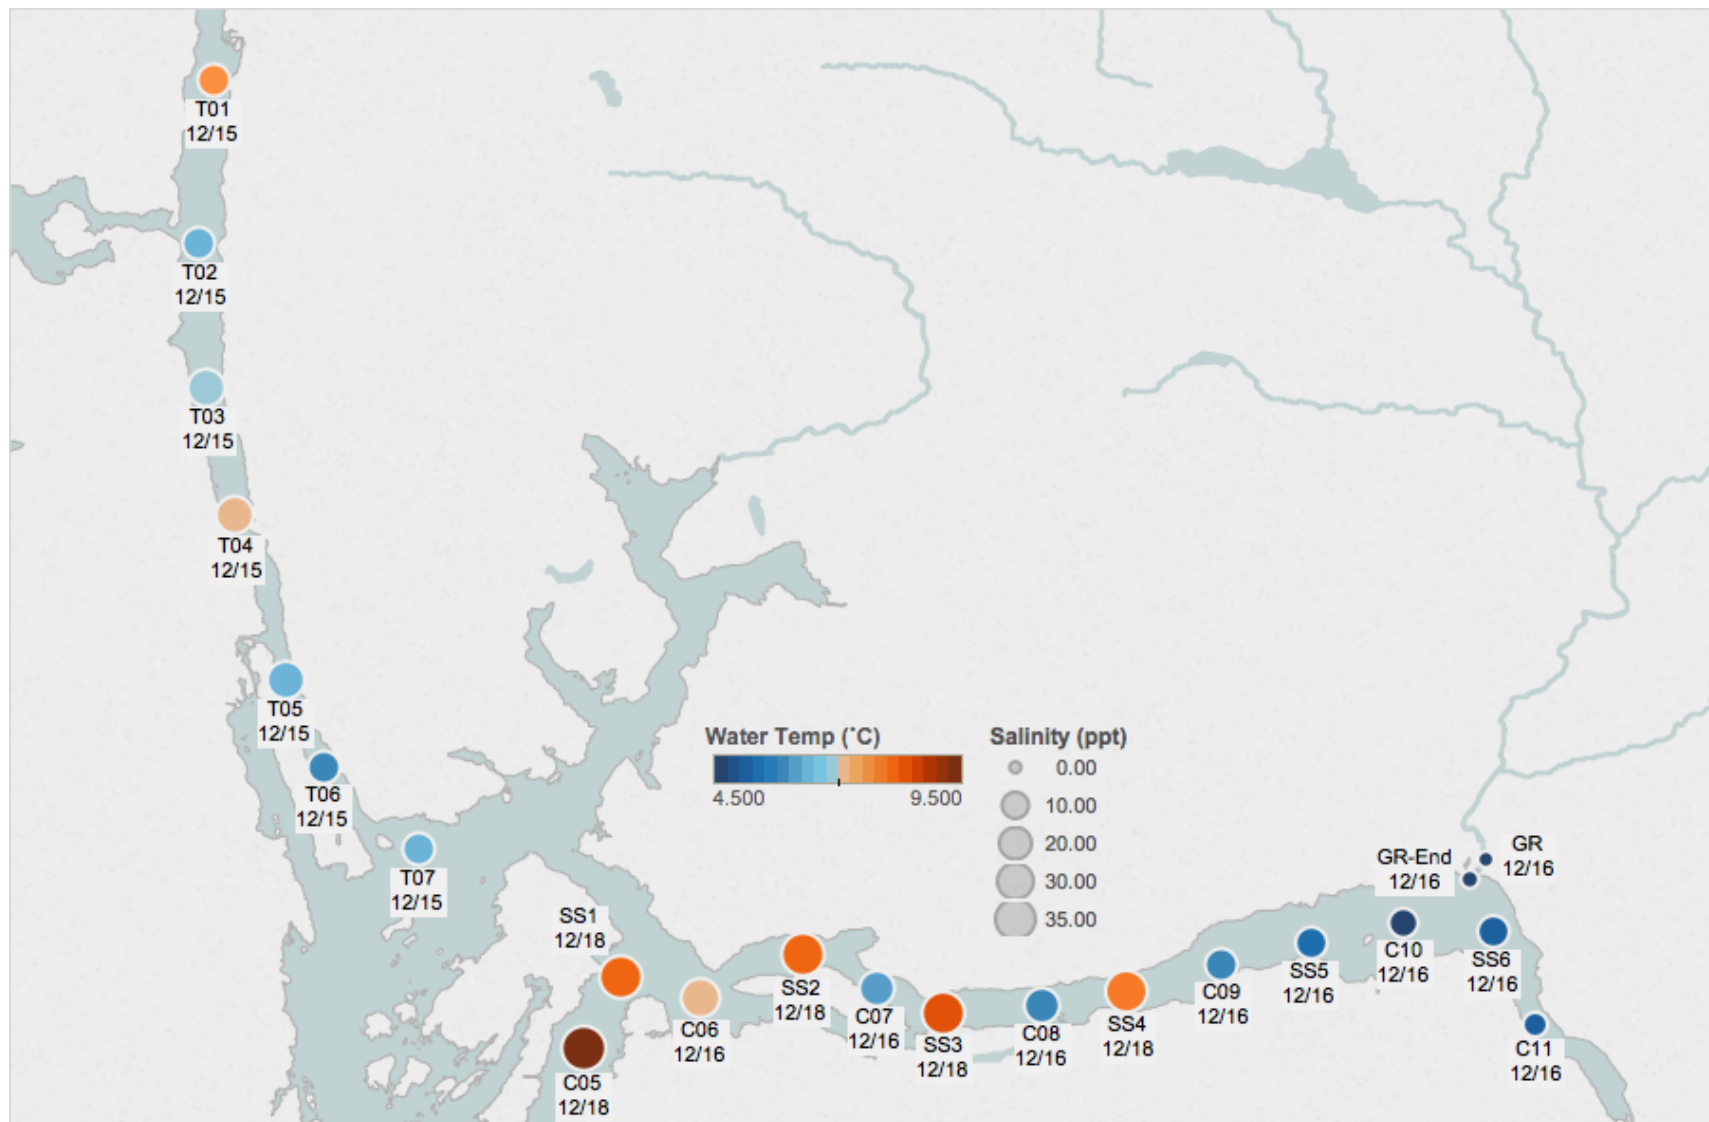 T01
12/15
T02
12/15
T03
12/15
T04
12/15
T05
12/15
T06
12/15
T07
12/15
Water Temp (˚C)
4.500
9.500
Salinity (ppt)
0.00
10.00
20.00
30.00
35.00
SS1
12/18
C05
12/18
C06
12/16
SS2
12/18
C07
12/16
SS3
12/18
C08
12/16
SS4
12/18
C09
12/16
SS5
12/16
C10
12/16
GR-End
12/16
GR
12/16
SS6
12/16
C11
12/16